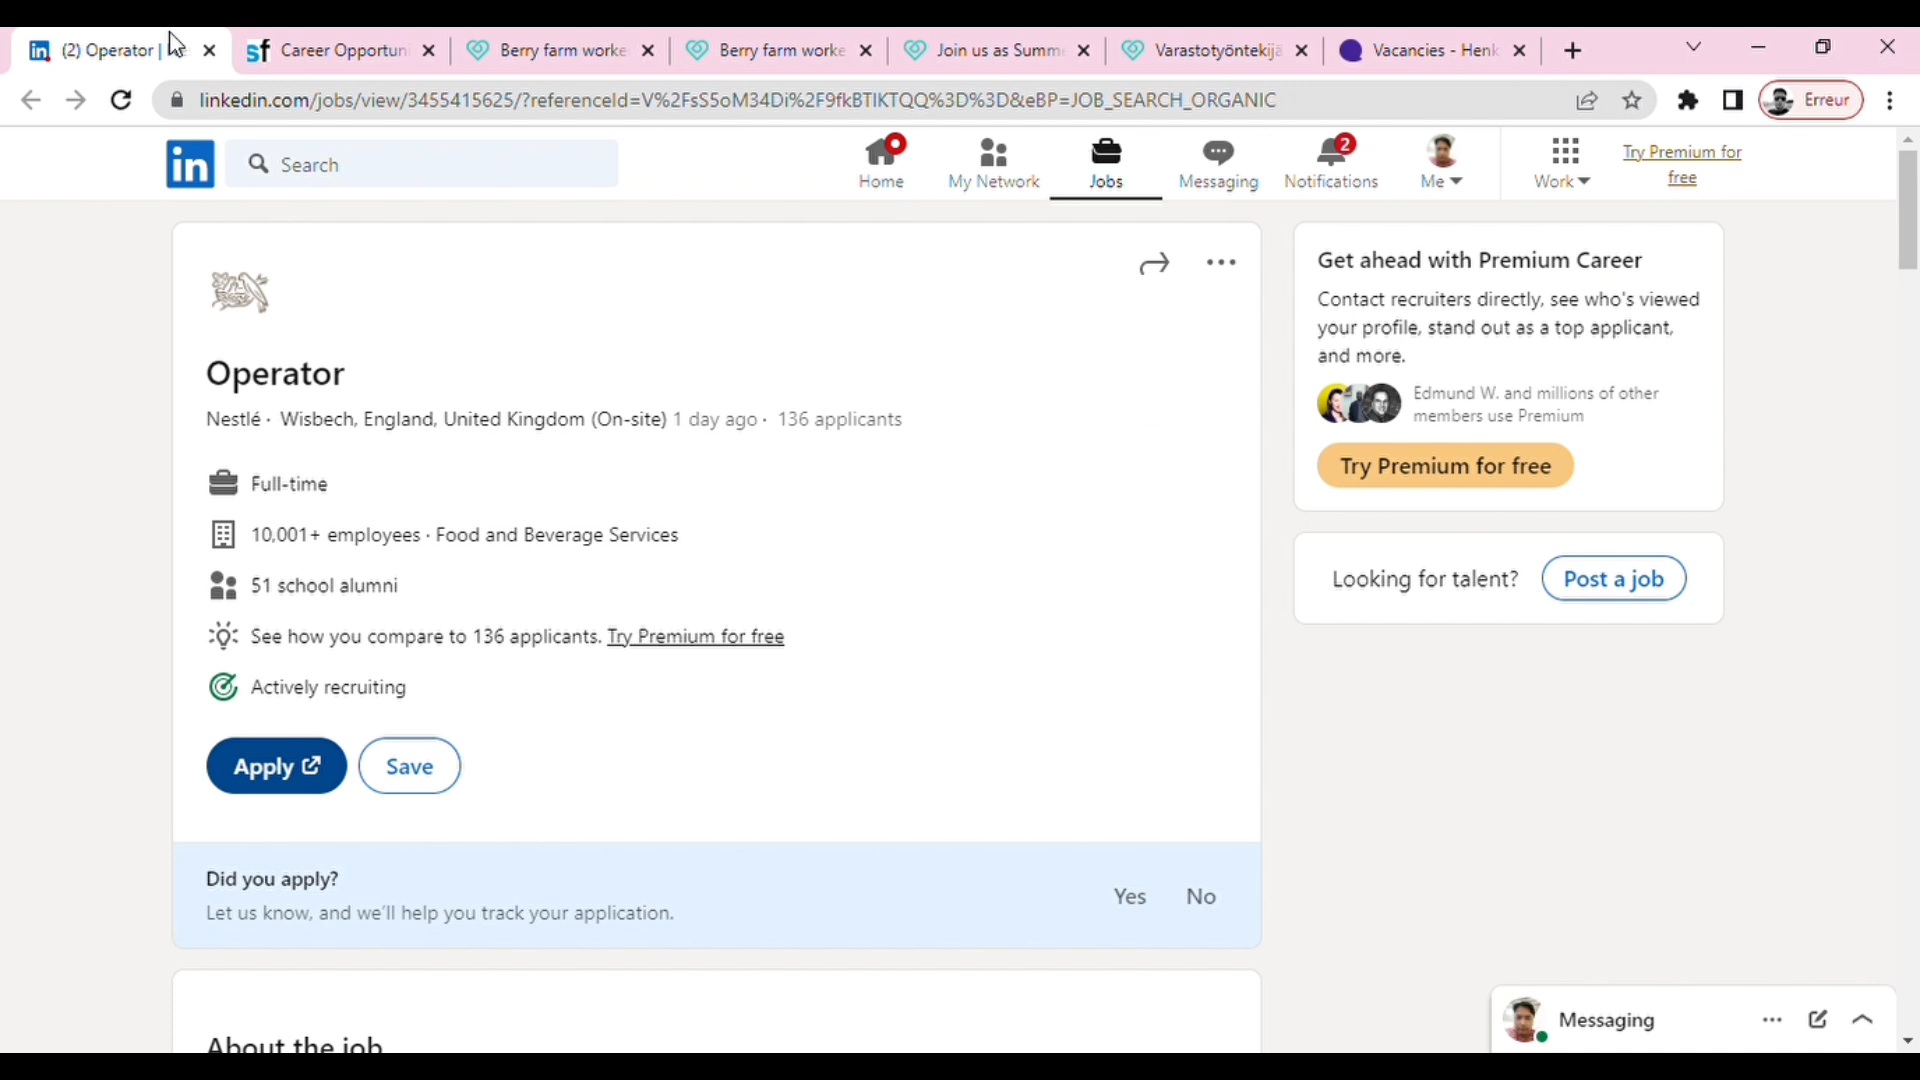 (2) Operator |
sf Career Opportuni
Berry farm worke
Berry farm worke
Join us as Summe
Varastotyöntekijä
Vacancies - Henk
linkedin.com/jobs/view/3455415625/?referenceId=V%2FsS5oM34Di%2F9fkBTIKTQQ%3D%3D&eBP=JOB_SEARCH_ORGANIC
Erreur
in
Search
Home
My Network
Jobs
Messaging
2
Notifications
Me
Work
Try Premium for
free
Operator
Nestlé · Wisbech, England, United Kingdom (On-site) 1 day ago · 136 applicants
Full-time
10,001+ employees · Food and Beverage Services
51 school alumni
See how you compare to 136 applicants. Try Premium for free
Actively recruiting
Apply
Save
Did you apply?
Let us know, and we'll help you track your application.
Yes
No
About the job
Get ahead with Premium Career
Contact recruiters directly, see who's viewed
your profile, stand out as a top applicant,
and more.
Edmund W. and millions of other
members use Premium
Try Premium for free
Looking for talent?
Post a job
Messaging